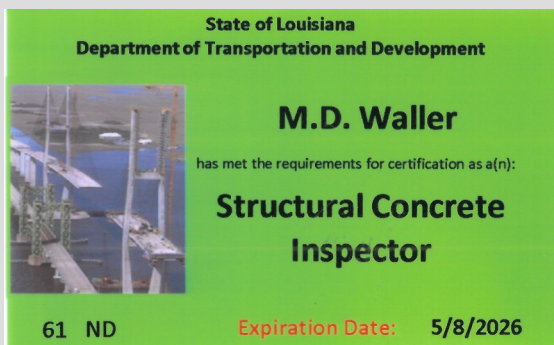 State of Louisiana
Department of Transportation and Development
M.D. Waller
has met the requirements for certification as a(n):
Structural Concrete
Inspector
61 ND
Expiration Date: 5/8/2026